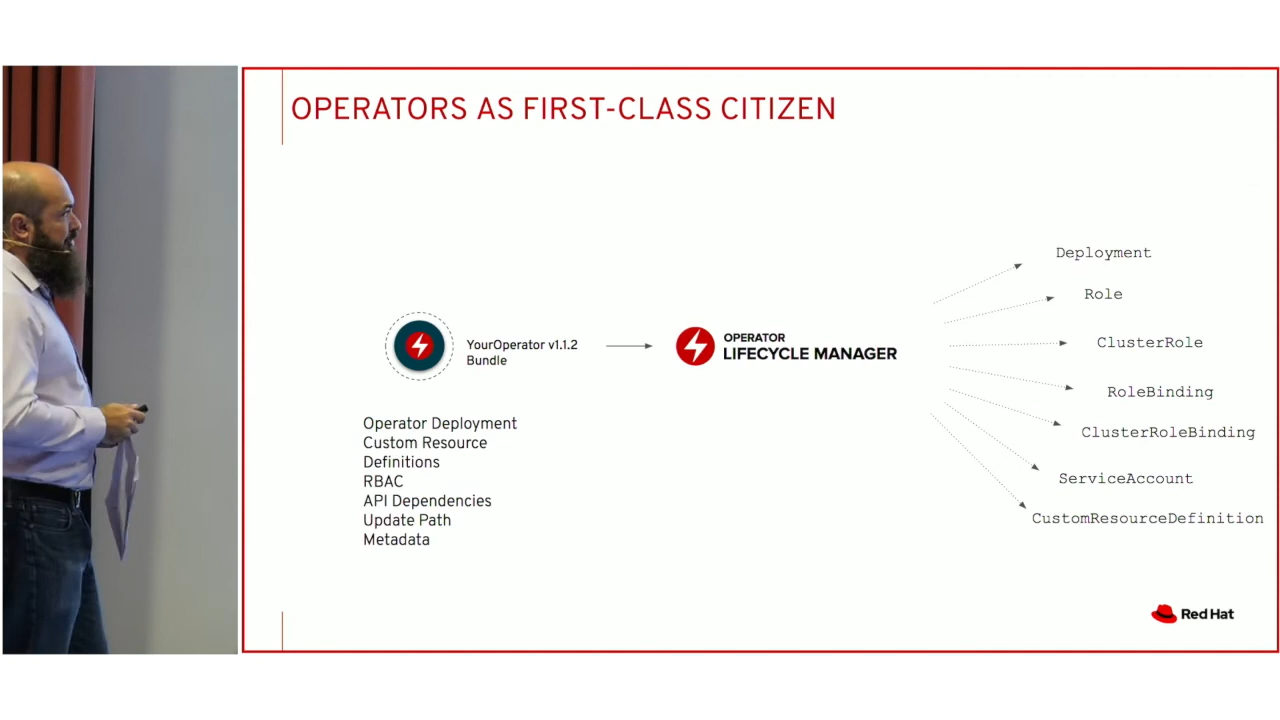 OPERATORS AS FIRST-CLASS CITIZEN
YourOperator v1.1.2
Bundle
Operator Deployment
Custom Resource
Definitions
RBAC
API Dependencies
Update Path
Metadata
OPERATOR
LIFECYCLE MANAGER
Deployment
Role
ClusterRole
RoleBinding
ClusterRoleBinding
ServiceAccount
CustomResourceDefinition
Red Hat